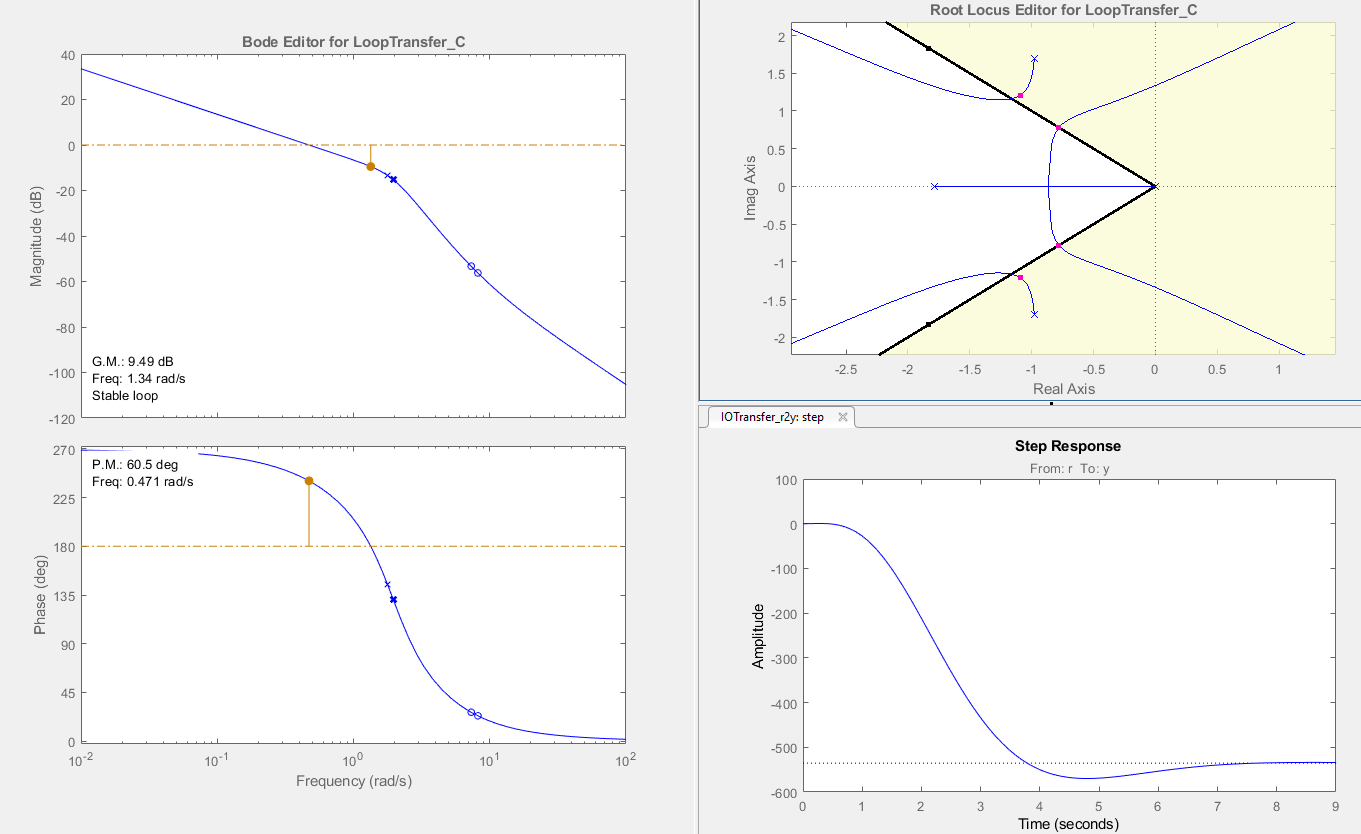 Bode Editor for LoopTransfer_C
40
20
0
-20
-40
-60
-80
-100
-120
Magnitude (dB)
G.M.: 9.49 dB
Freq: 1.34 rad/s
Stable loop
270
225
180
135
90
45
0
Phase (deg)
P.M.: 60.5 deg
Freq: 0.471 rad/s
10^-2 10^-1 10^0 10^1 10^2
Frequency (rad/s)
Root Locus Editor for LoopTransfer_C
2
1.5
1
0.5
0
-0.5
-1
-1.5
-2
Imag Axis
-2.5 -2 -1.5 -1 -0.5 0 0.5 1
Real Axis
IOTransfer_r2y: step
Step Response
From: r To: y
100
0
-100
-200
-300
-400
-500
-600
Amplitude
0 1 2 3 4 5 6 7 8 9
Time (seconds)